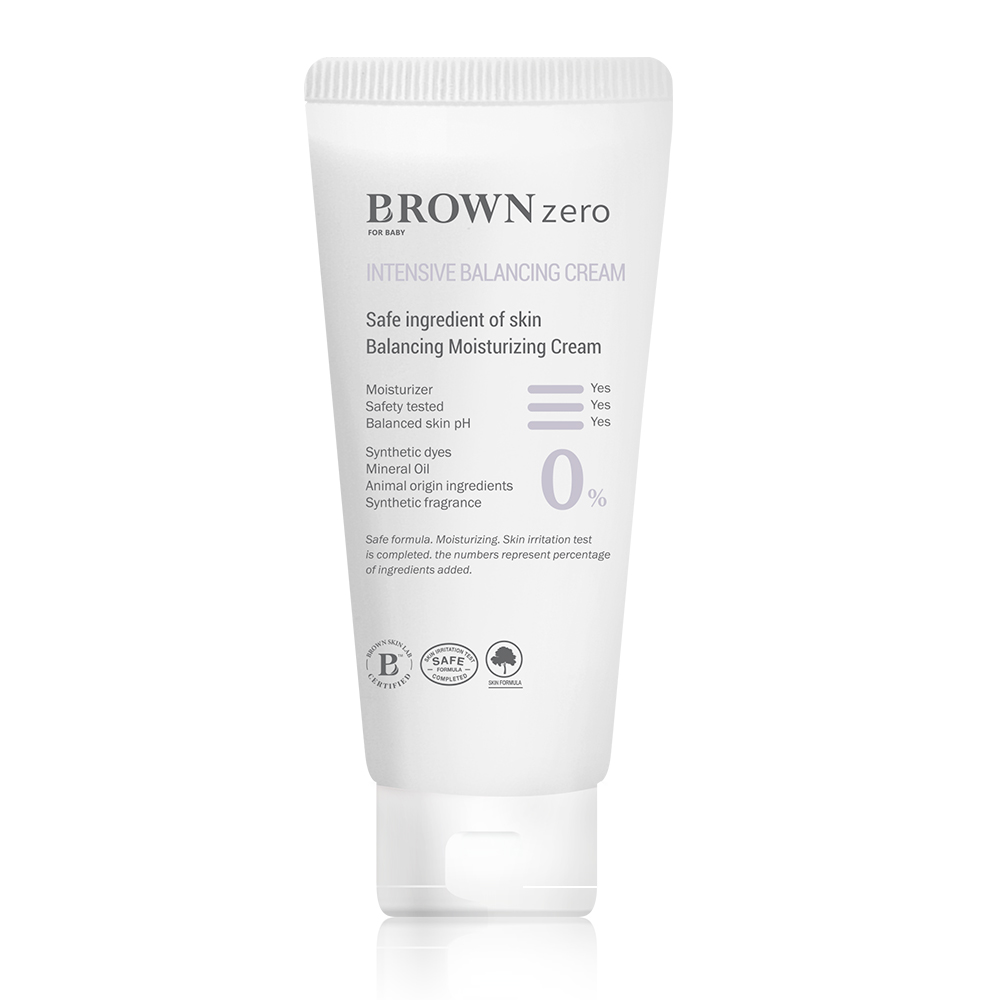 BROWN zero
FOR BABY
INTENSIVE BALANCING CREAM
Safe ingredient of skin
Balancing Moisturizing Cream
Moisturizer Yes
Safety tested Yes
Balanced skin pH Yes
Synthetic dyes
Mineral Oil
Animal origin ingredients
Synthetic fragrance
0%
Safe formula. Moisturizing. Skin irritation test
is completed. the numbers represent percentage
of ingredients added.
BROWN SKIN LAB
B™
CERTIFIED
SKIN IRRITATION TEST
SAFE
FORMULA
COMPLETED
SKIN FORMULA